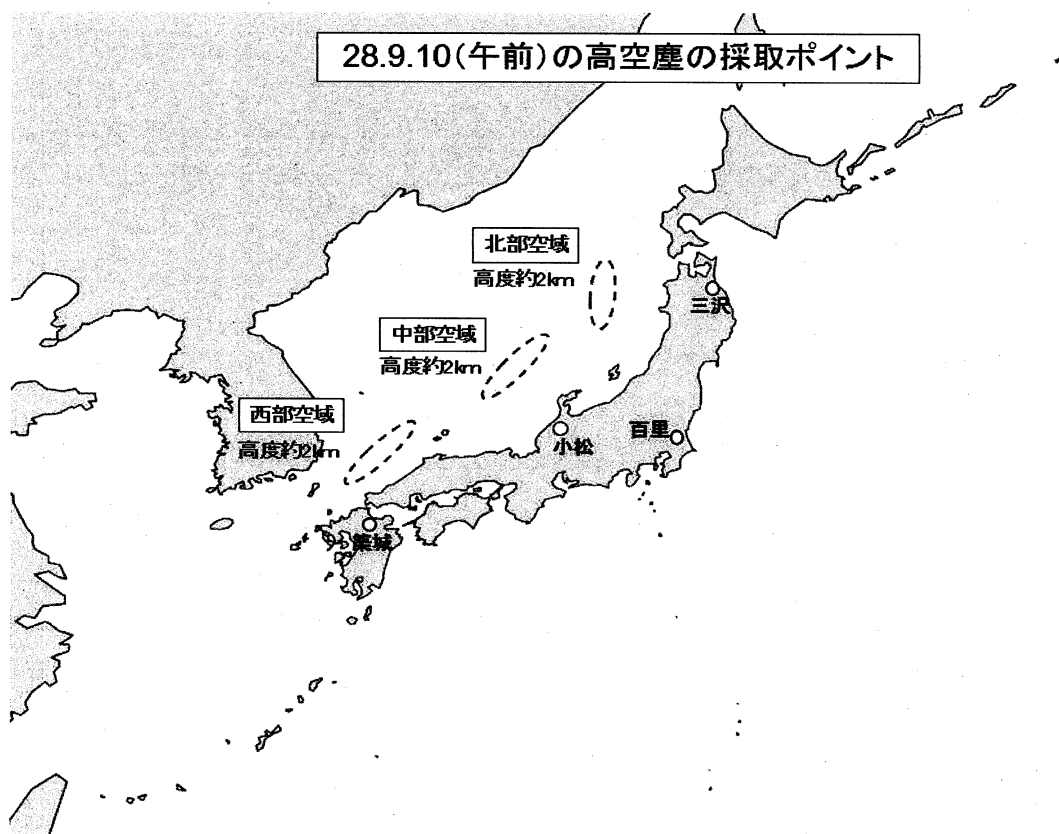 28.9.10(午前)の高空塵の採取ポイント
北部空域
高度約2km
三沢
中部空域
高度約2km
西部空域
高度約2km
小松
百里
築城